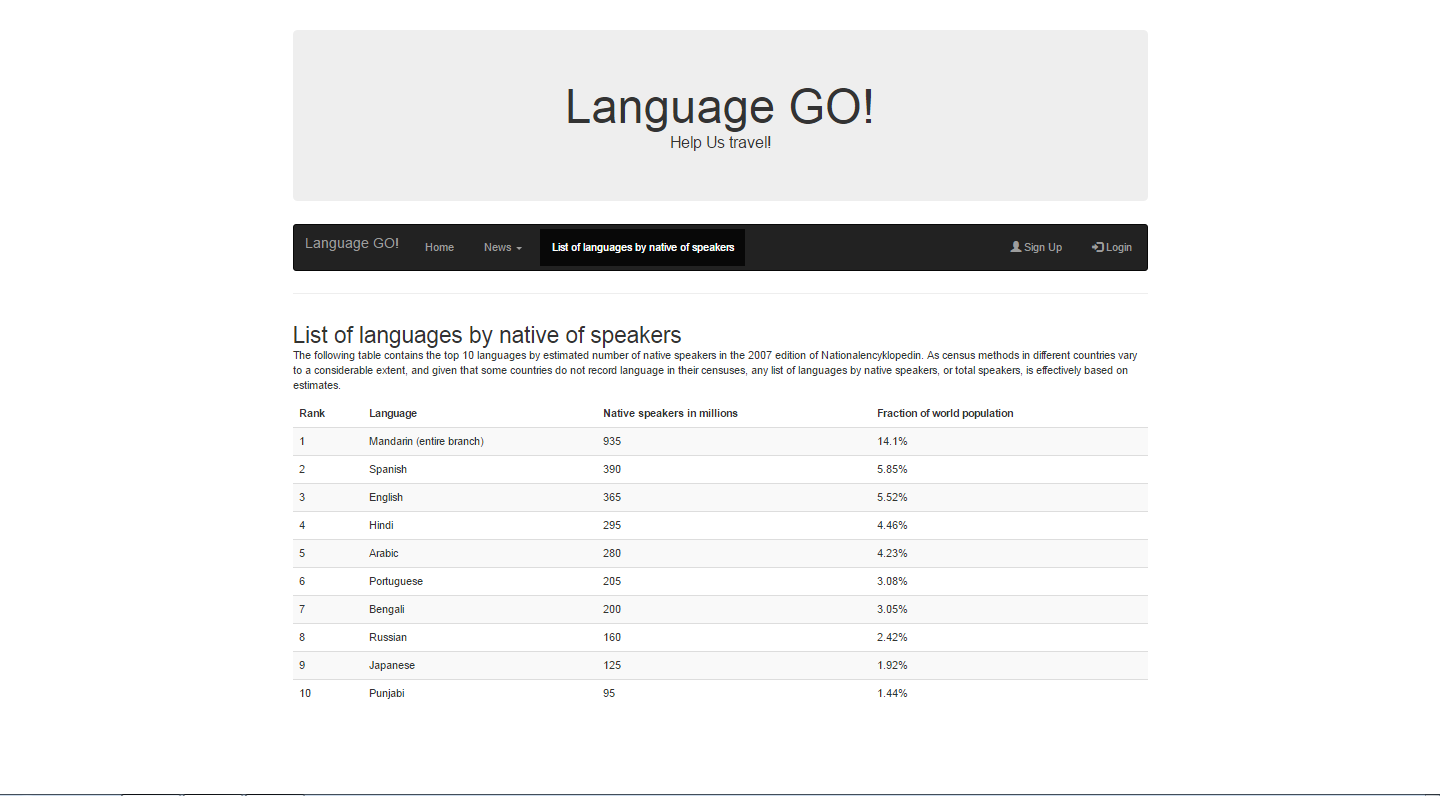 Language GO!
Help Us travel!
Language GO! Home News List of languages by native of speakers Sign Up Login
List of languages by native of speakers
The following table contains the top 10 languages by estimated number of native speakers in the 2007 edition of Nationalencyklopedin. As census methods in different countries vary
to a considerable extent, and given that some countries do not record language in their censuses, any list of languages by native speakers, or total speakers, is effectively based on
estimates.
Rank Language Native speakers in millions Fraction of world population
1 Mandarin (entire branch) 935 14.1%
2 Spanish 390 5.85%
3 English 365 5.52%
4 Hindi 295 4.46%
5 Arabic 280 4.23%
6 Portuguese 205 3.08%
7 Bengali 200 3.05%
8 Russian 160 2.42%
9 Japanese 125 1.92%
10 Punjabi 95 1.44%